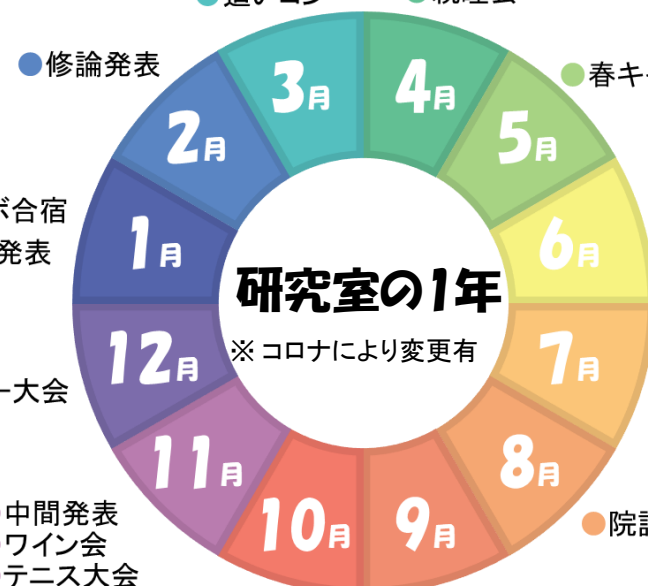 ●修論発表
●春キ
3月
4月
2月
5月
合宿
1月
6月
発表
研究室の1年
※ コロナにより変更有
12月
7月
ー大会
11月
8月
10月
9月
中間発表
ワイン会
テニス大会
●院